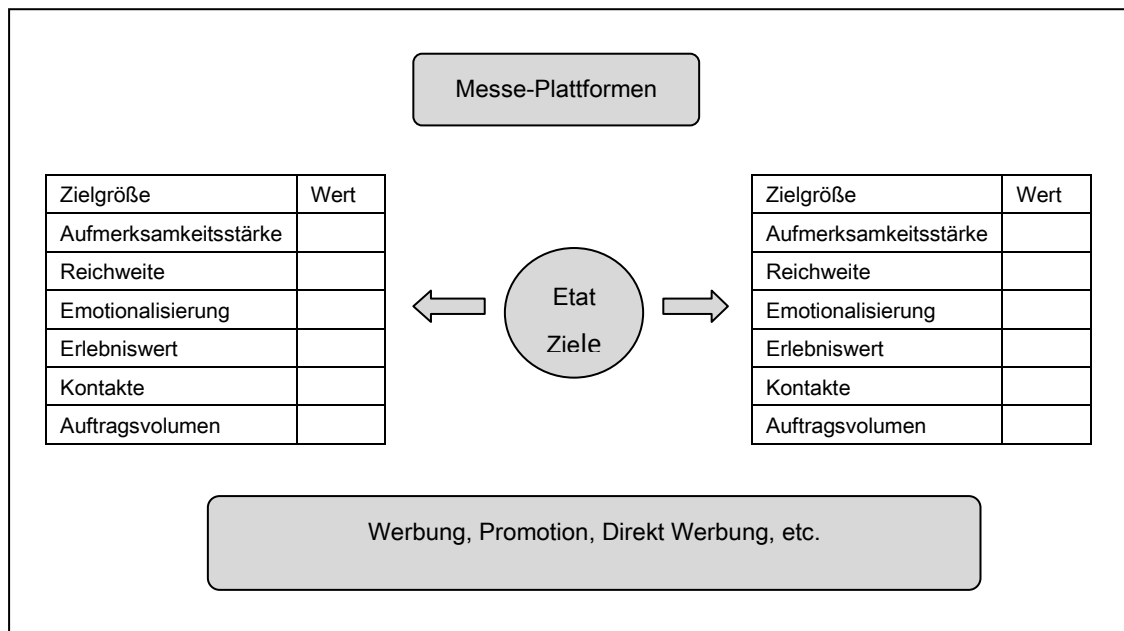 Messe-Plattformen
Zielgröße Wert
Aufmerksamkeitsstärke
Reichweite
Emotionalisierung
Erlebniswert
Kontakte
Auftragsvolumen
Etat
Ziele
Zielgröße Wert
Aufmerksamkeitsstärke
Reichweite
Emotionalisierung
Erlebniswert
Kontakte
Auftragsvolumen
Werbung, Promotion, Direkt Werbung, etc.